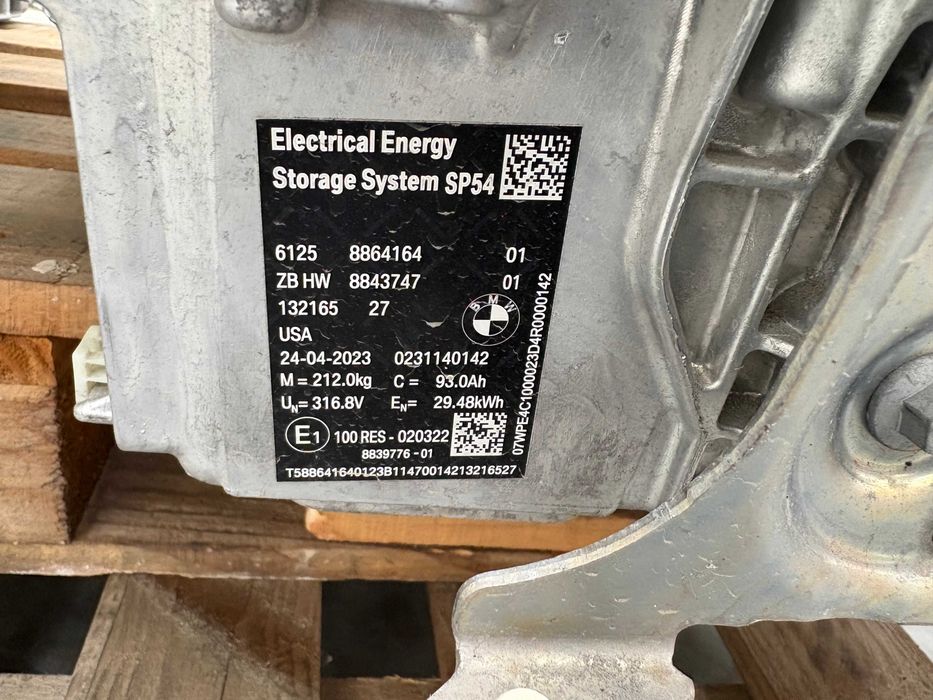 Electrical Energy
Storage System SP54
6125 8864164 01
ZB HW 8843747 01
132165 27
BMW
USA
24-04-2023 0231140142
M = 212.0kg C = 93.0Ah
UN= 316.8V EN= 29.48kWh
E1 100 RES - 020322
8839776 - 01
T588641640123B11470014213216527
07WPE4C1000023D4R0000142